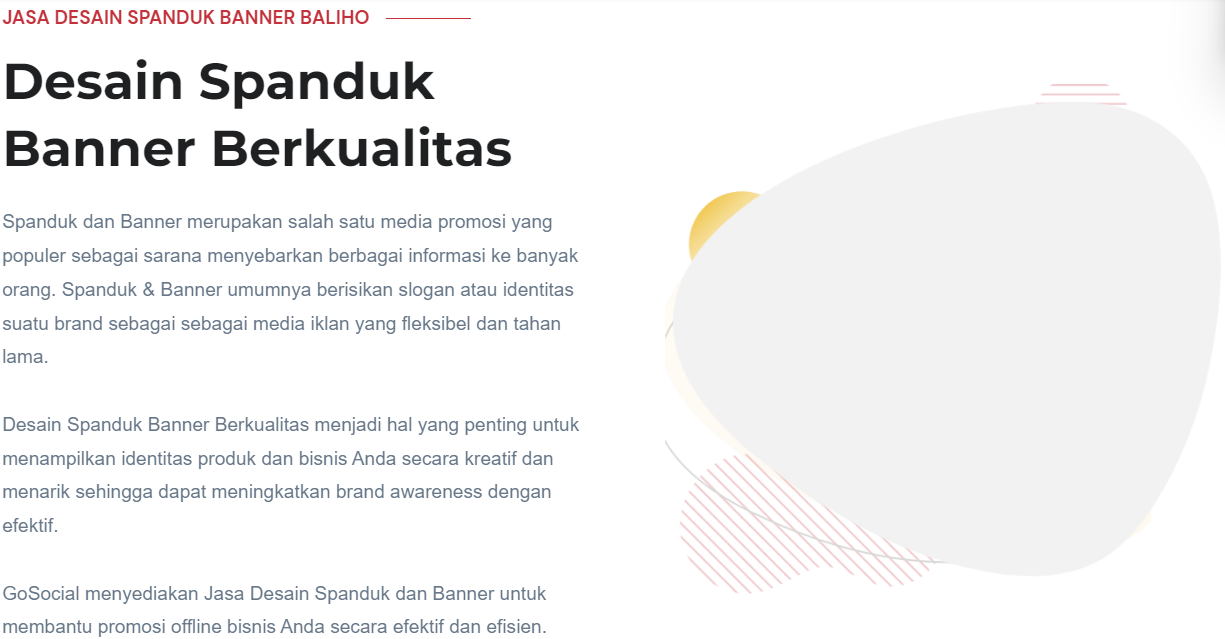 JASA DESAIN SPANDUK BANNER BALIHO
Desain Spanduk
Banner Berkualitas
Spanduk dan Banner merupakan salah satu media promosi yang
populer sebagai sarana menyebarkan berbagai informasi ke banyak
orang. Spanduk & Banner umumnya berisikan slogan atau identitas
suatu brand sebagai sebagai media iklan yang fleksibel dan tahan
lama.
Desain Spanduk Banner Berkualitas menjadi hal yang penting untuk
menampilkan identitas produk dan bisnis Anda secara kreatif dan
menarik sehingga dapat meningkatkan brand awareness dengan
efektif.
GoSocial menyediakan Jasa Desain Spanduk dan Banner untuk
membantu promosi offline bisnis Anda secara efektif dan efisien.